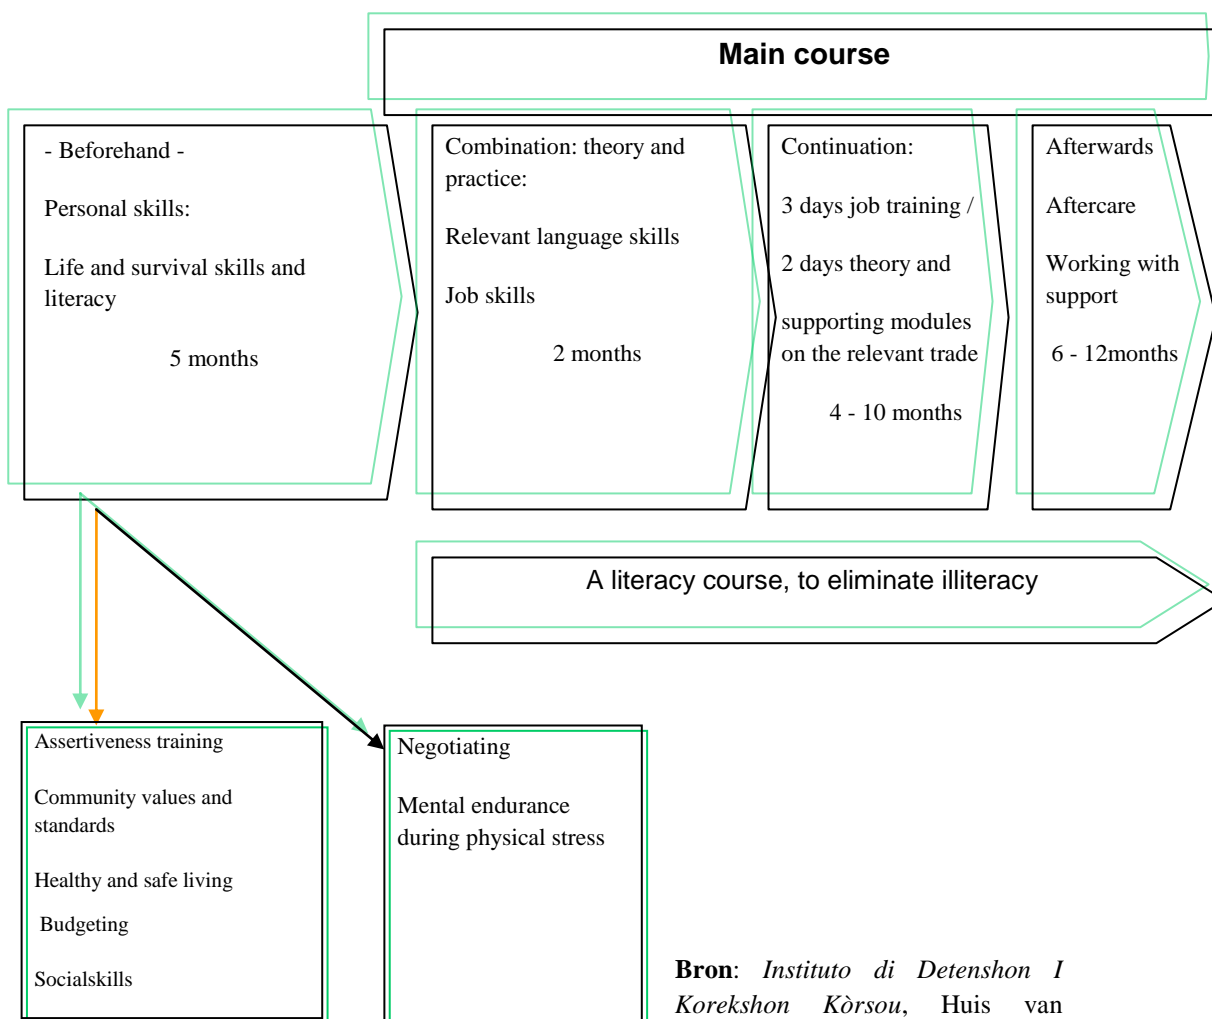 Main course
- Beforehand -
Personal skills:
Life and survival skills and
literacy
5 months
Combination: theory and
practice:
Relevant language skills
Job skills
2 months
Continuation:
3 days job training /
2 days theory and
supporting modules
on the relevant trade
4 - 10 months
Afterwards
Aftercare
Working with
support
6 - 12months
A literacy course, to eliminate illiteracy
Assertiveness training
Community values and
standards
Healthy and safe living
Budgeting
Socialskills
Negotiating
Mental endurance
during physical stress
Bron: Instituto di Detenshon I
Korekshon Kòrsou, Huis van